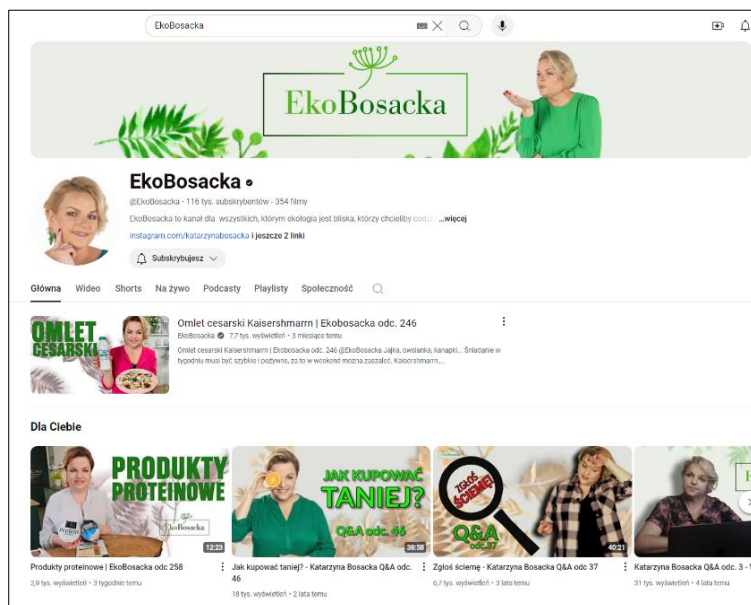 EkoBosacka
EkoBosacka
EkoBosacka
@EkoBosacka - 116 tys. subskrybentów - 354 filmy
EkoBosacka to kanał dla wszystkich, którym ekologia jest bliska, którzy chcieliby ...więcej
instagram.com/katarzynabosacka i jeszcze 2 linki
Subskrybujesz
Główna Wideo Shorts Na żywo Podcasty Playlisty Społeczność
OMLET
CESARSKI
Omlet cesarski Kaisershmarrn | Ekobosacka odc. 246
EkoBosacka 7,7 tys. wyświetleń • 3 miesiące temu
Omlet cesarski Kaisershmarrn | Ekobosacka odc. 246 @EkoBosacka Jajka, owsianka, kanapki... Śniadanie w
tygodniu musi być szybkie i pożywne, za to w weekend można zaszaleć. Kaisershmarrn,...
Dla Ciebie
PRODUKTY
PROTEINOWE
EkoBosacka
12:23
JAK KUPOWAĆ
TANIEJ?
Q&A odc. 46
38:58
ZGŁOŚ
ŚCIEMĘ!
Q&A
odc.37
40:21
Produkty proteinowe | EkoBosacka odc 258
2,9 tys. wyświetleń • 3 tygodnie temu
Jak kupować taniej? - Katarzyna Bosacka Q&A odc.
46
18 tys. wyświetleń • 2 lata temu
Zgłoś ściemę - Katarzyna Bosacka Q&A odc 37
6,7 tys. wyświetleń • 3 lata temu
Katarzyna Bosacka Q&A odc. 3 -
31 tys. wyświetleń • 4 lata temu